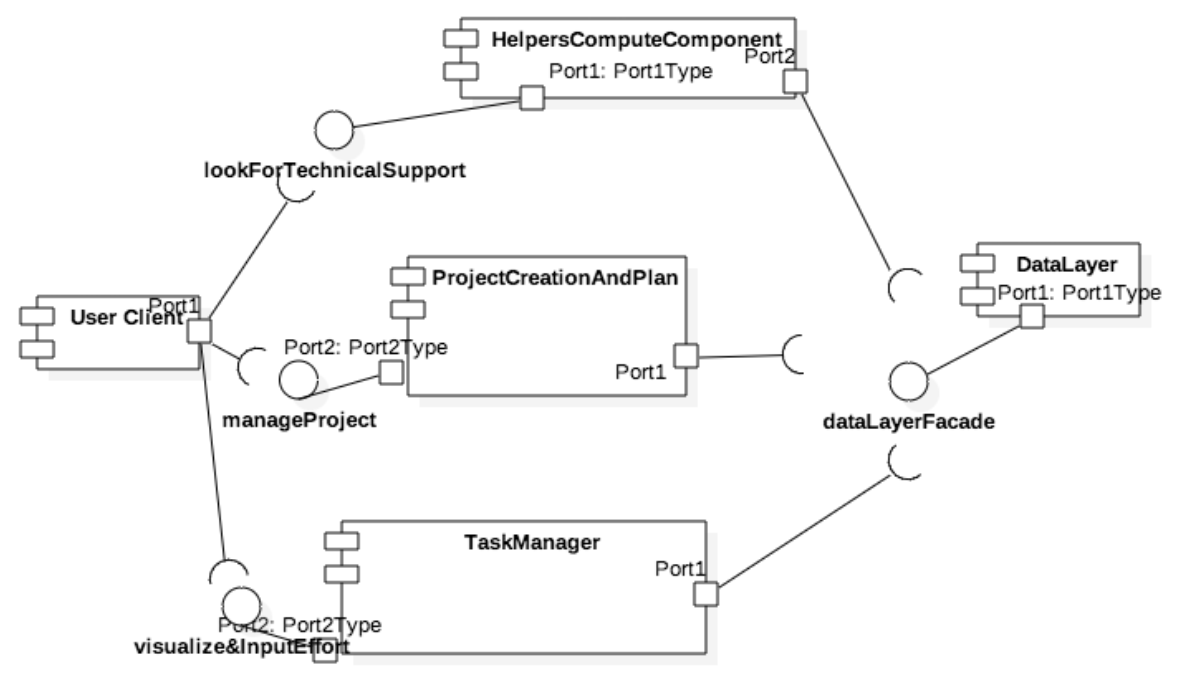 HelpersComputeComponent
Port2
Port1: Port1Type
lookForTechnicalSupport
DataLayer
Port1: Port1Type
ProjectCreationAndPlan
Port1
User Client
Port2: Port2Type
Port1
manageProject
dataLayerFacade
TaskManager
Port1
Port2: Port2Type
visualize&InputEffort